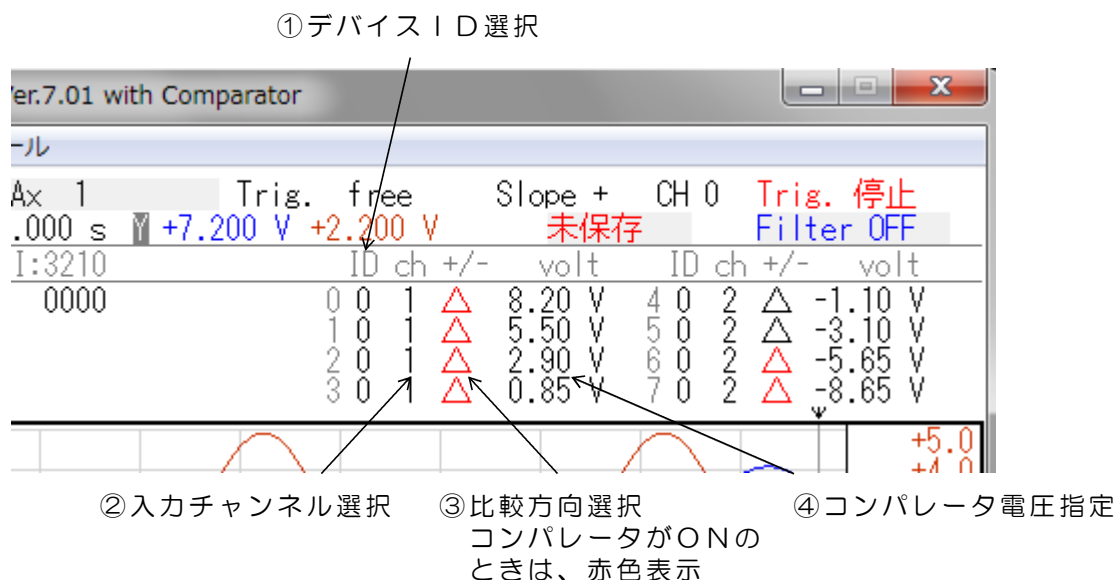 ①デバイスＩＤ選択
er.7.01 with Comparator
ール
Ax 1 Trig. free Slope + CH 0 Trig. 停止
.000 s Y +7.200 V +2.200 V 未保存 Filter OFF
I:3210 ID ch +/- volt ID ch +/- volt
0000 0 0 1 △ 8.20 V 4 0 2 △ -1.10 V
1 0 1 △ 5.50 V 5 0 2 △ -3.10 V
2 0 1 △ 2.90 V 6 0 2 △ -5.65 V
3 0 1 △ 0.85 V 7 0 2 △ -8.65 V
+5.0
+4.0
②入力チャンネル選択 ③比較方向選択 ④コンパレータ電圧指定
コンパレータがＯＮの
ときは、赤色表示